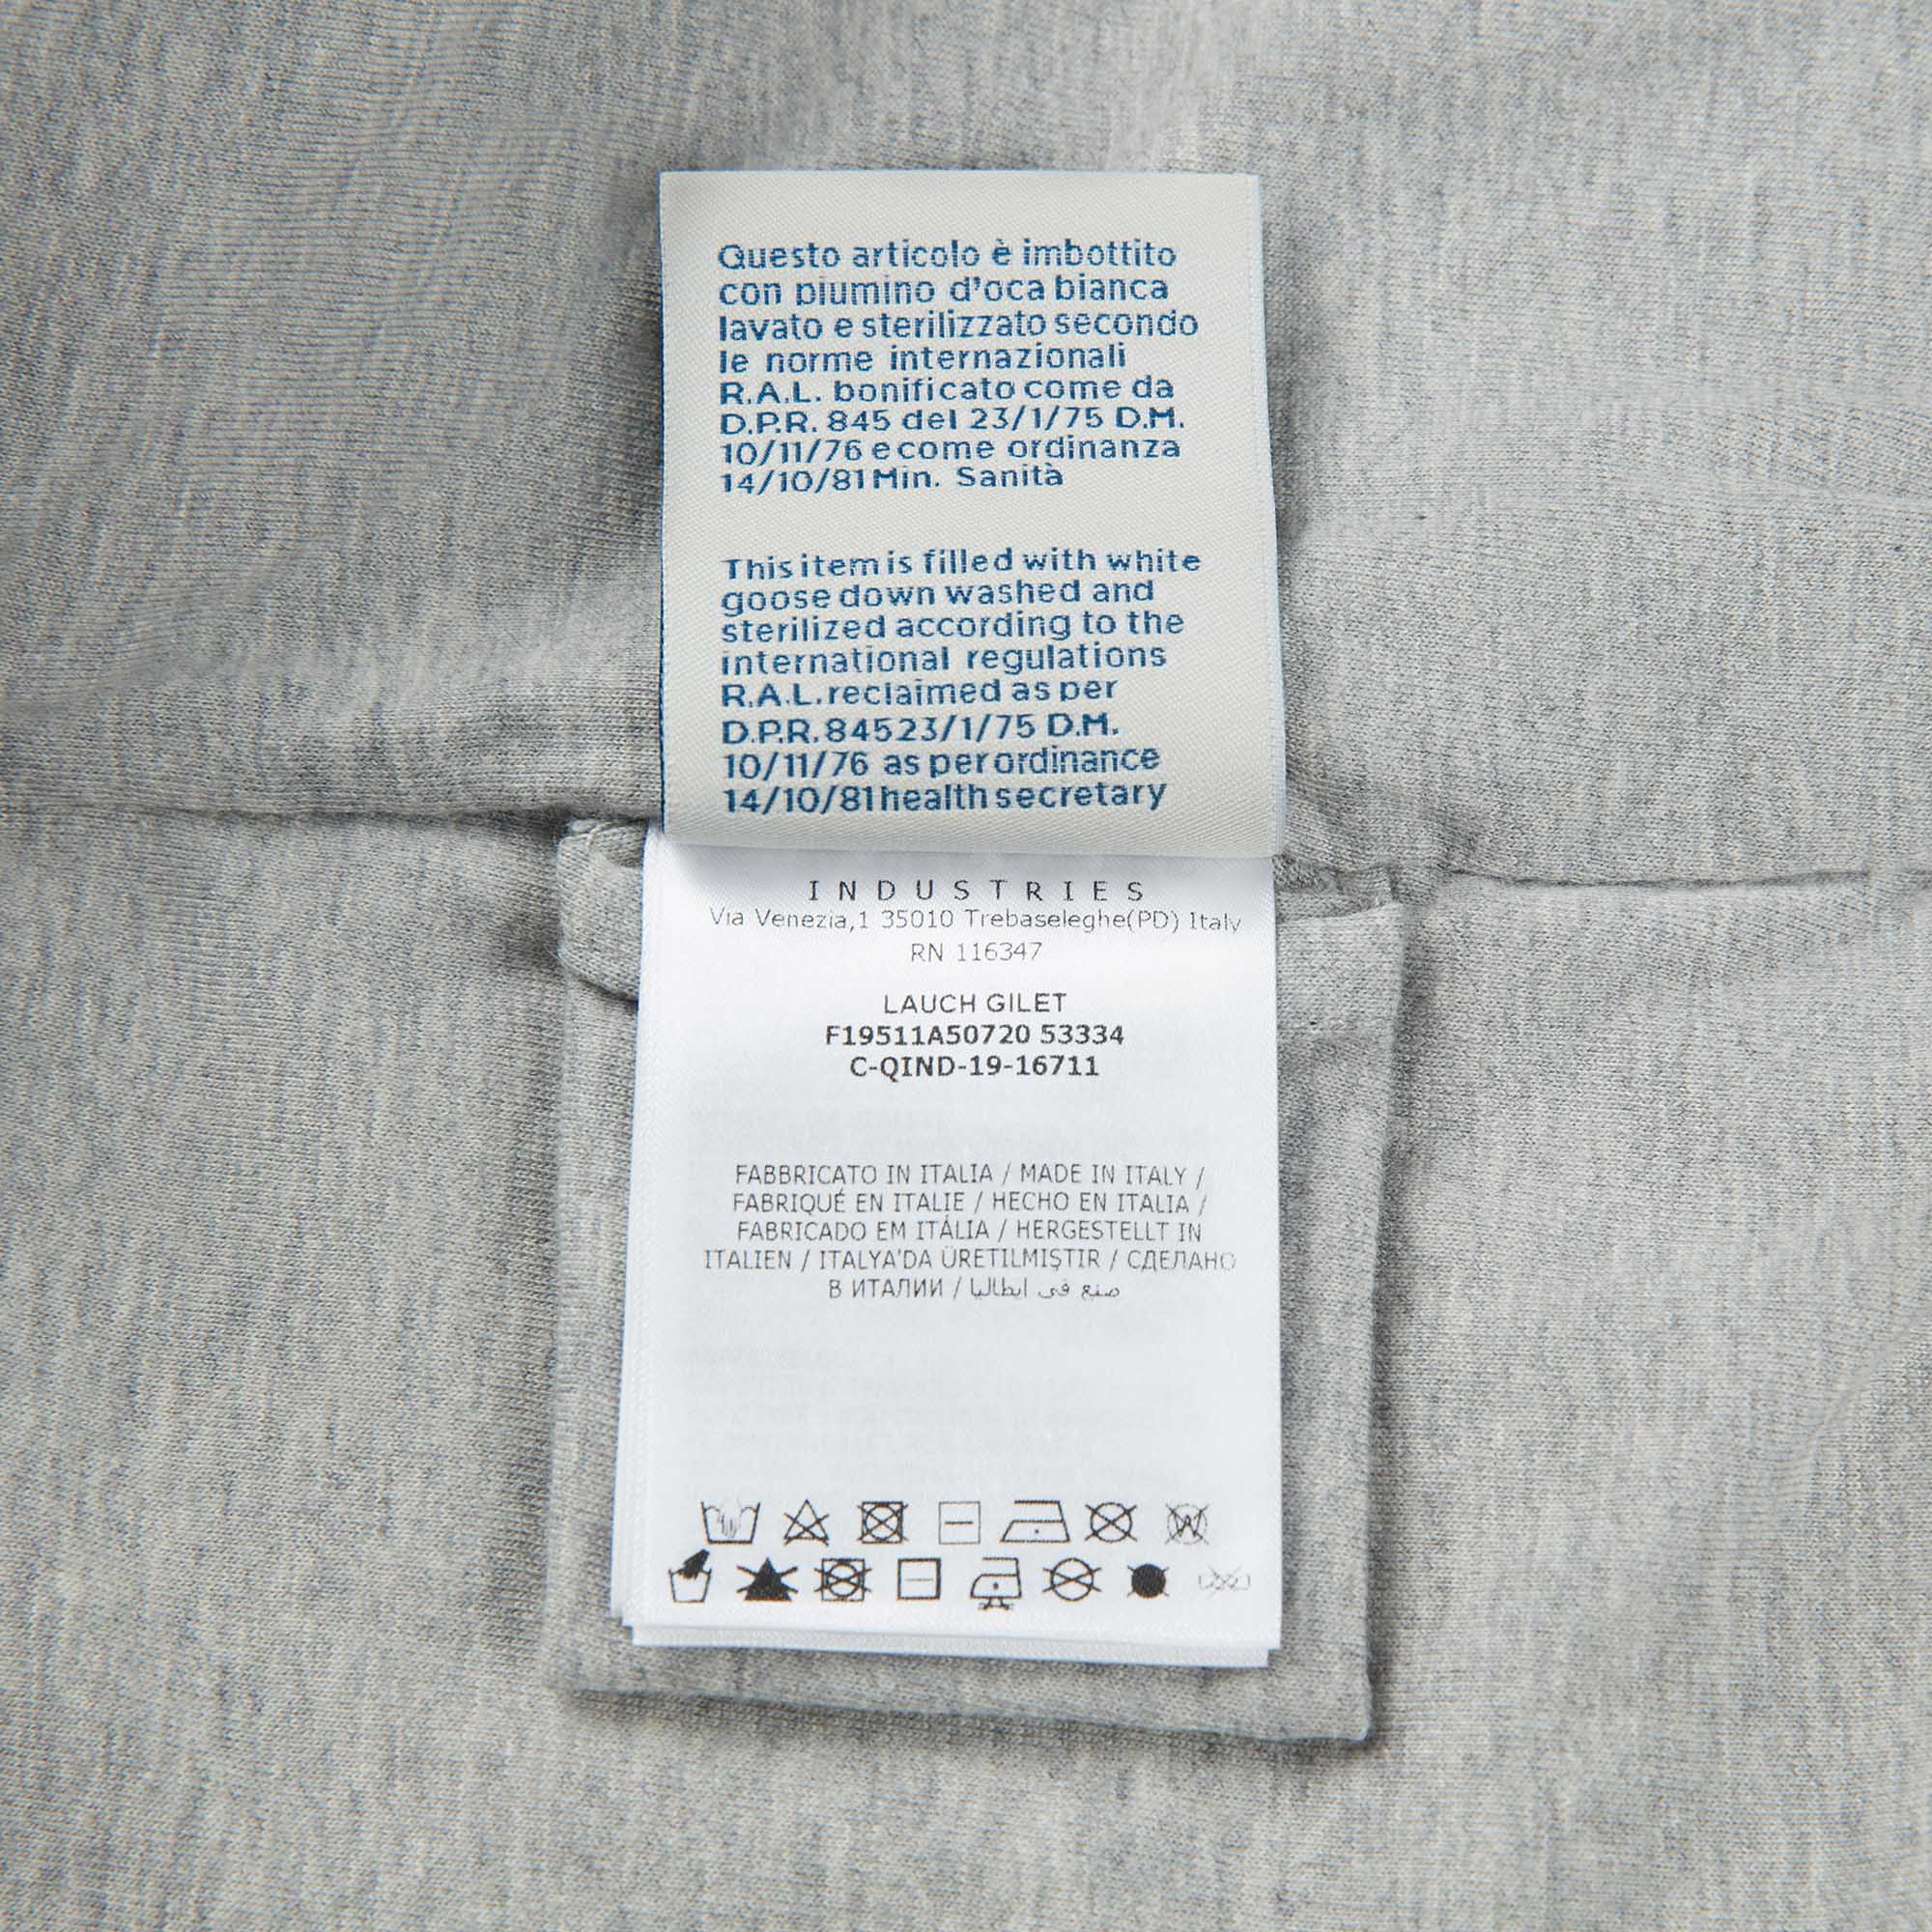 Questo articolo è imbottito
con piumino d'oca bianca
lavato e sterilizzato secondo
le norme internazionali
R.A.L. bonificato come da
D.P.R. 845 del 23/1/75 D.M.
10/11/76 e come ordinanza
14/10/81 Min. Sanità
This item is filled with white
goose down washed and
sterilized according to the
international regulations
R.A.L. reclaimed as per
D.P.R. 845 23/1/75 D.M.
10/11/76 as per ordinance
14/10/81 health secretary
INDUSTRIES
Via Venezia,1 35010 Trebaseleghe(PD) Italy
RN 116347
LAUCH GILET
F19511A50720 53334
C-QIND-19-16711
FABBRICATO IN ITALIA / MADE IN ITALY /
FABRIQUÉ EN ITALIE / HECHO EN ITALIA /
FABRICADO EM ITÁLIA / HERGESTELLT IN
ITALIEN / ITALYA'DA ÜRETILMIŞTIR / СДЕЛАНО
В ИТАЛИИ / صنع في ايطاليا